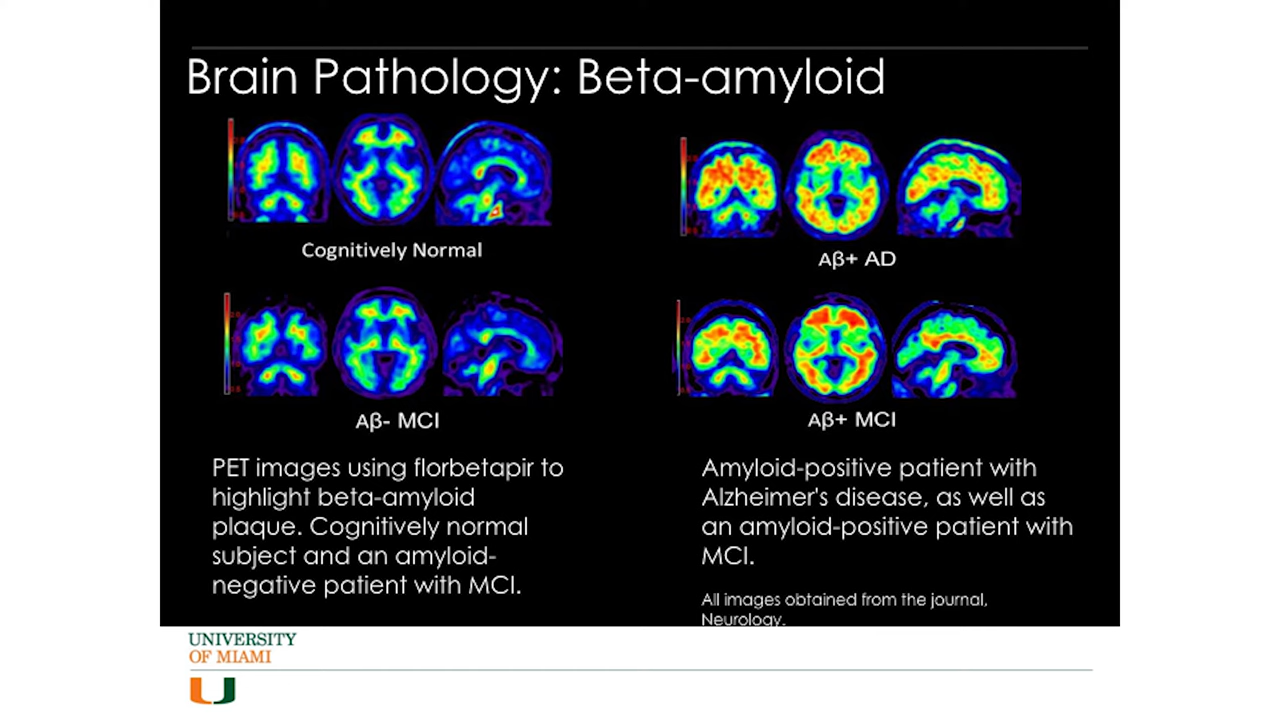 Brain Pathology: Beta-amyloid
Cognitively Normal
Aβ+ AD
Aβ- MCI
Aβ+ MCI
PET images using florbetapir to
highlight beta-amyloid
plaque. Cognitively normal
subject and an amyloid-
negative patient with MCI.
Amyloid-positive patient with
Alzheimer's disease, as well as
an amyloid-positive patient with
MCI.
All images obtained from the journal,
Neurology.
UNIVERSITY
OF MIAMI
U